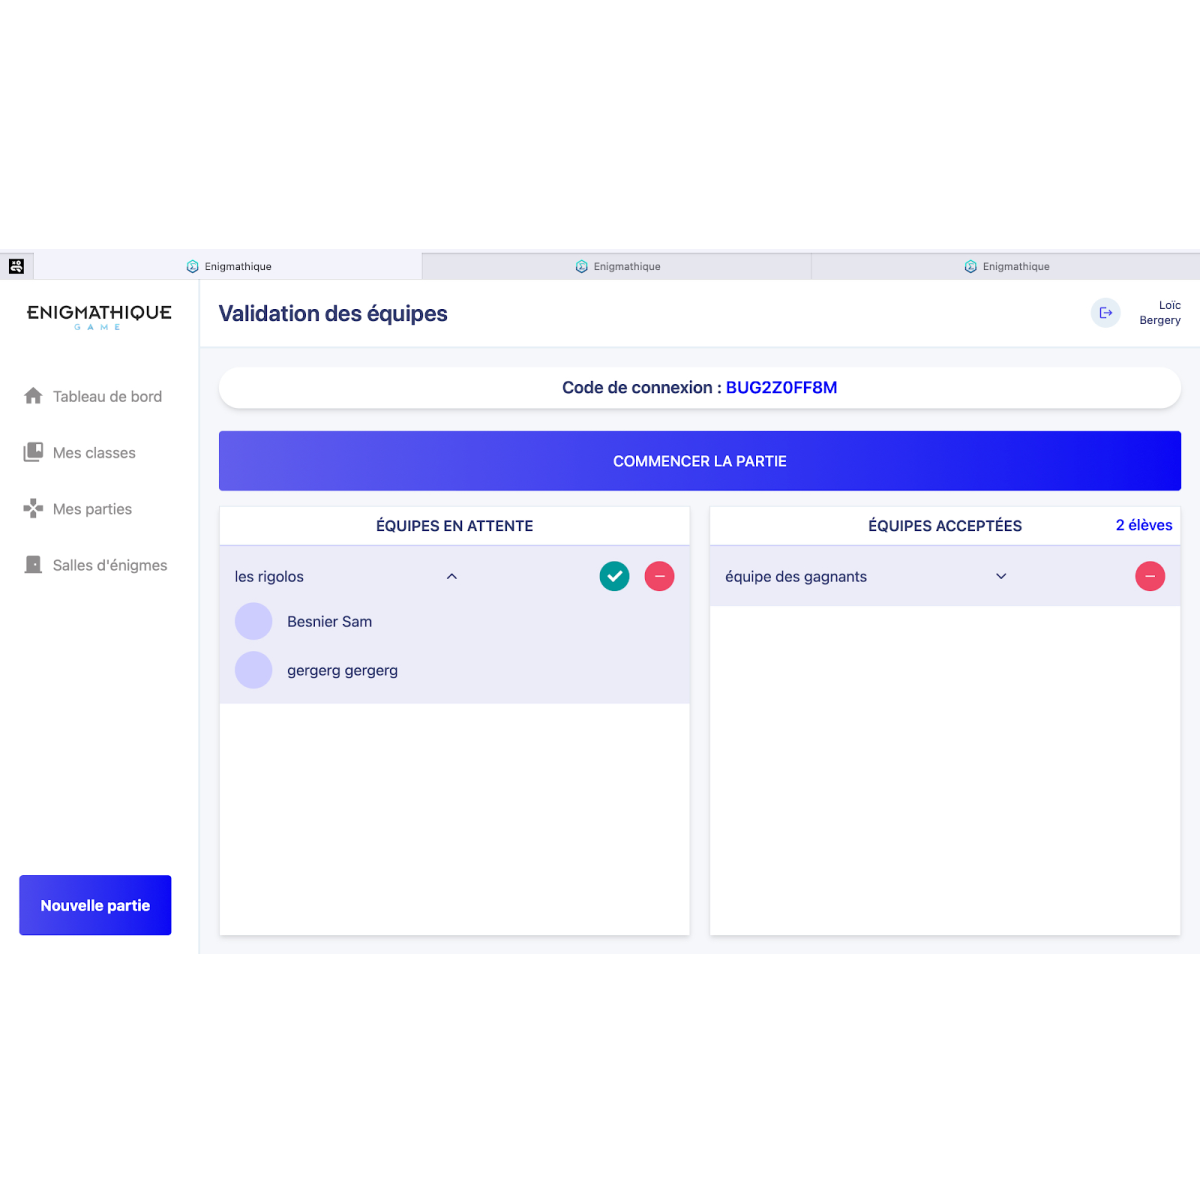 Enigmathique
Enigmathique
Enigmathique
ENIGMATHIQUE
GAME
Tableau de bord
Mes classes
Mes parties
Salles d'énigmes
Nouvelle partie
Validation des équipes
Loïc
Bergery
Code de connexion : BUG2Z0FF8M
COMMENCER LA PARTIE
ÉQUIPES EN ATTENTE
les rigolos
Besnier Sam
gergerg gergerg
ÉQUIPES ACCEPTÉES
2 élèves
équipe des gagnants